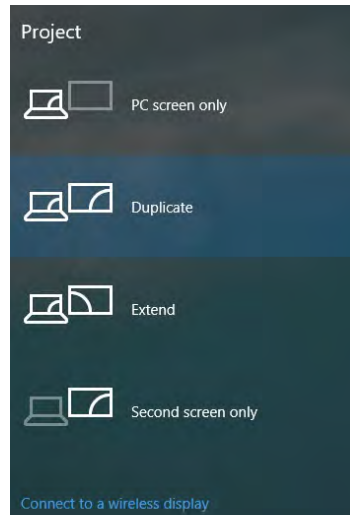 Project
PC screen only
Duplicate
Extend
Second screen only
Connect to a wireless display